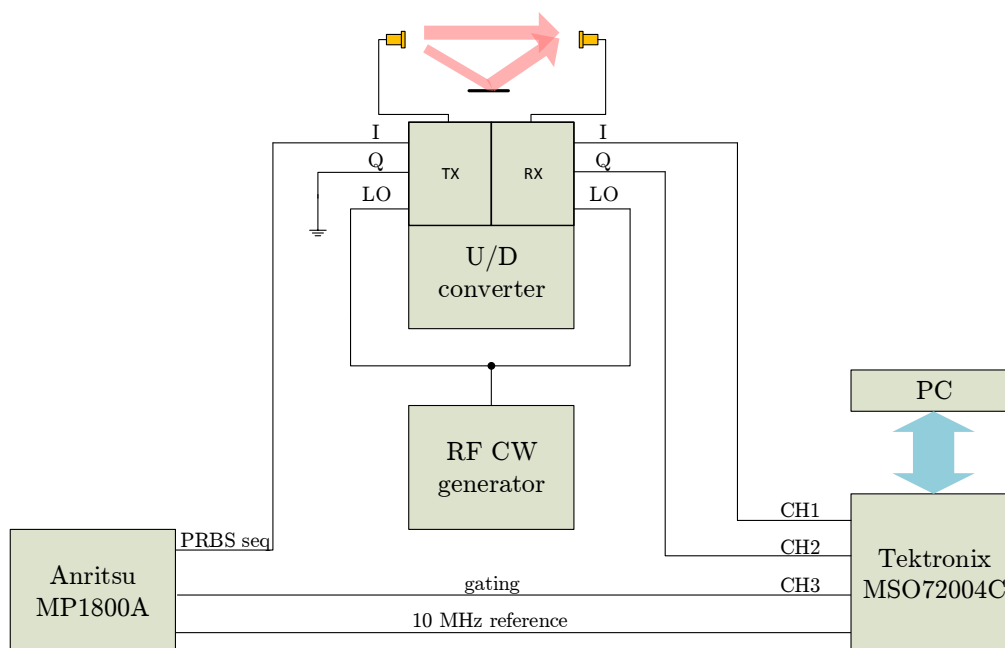 I
I
Q
Q
TX
RX
LO
LO
U/D
converter
PC
RF CW
generator
CH1
PRBS seq
CH2
Anritsu
MP1800A
gating
CH3
Tektronix
MSO72004C
10 MHz reference